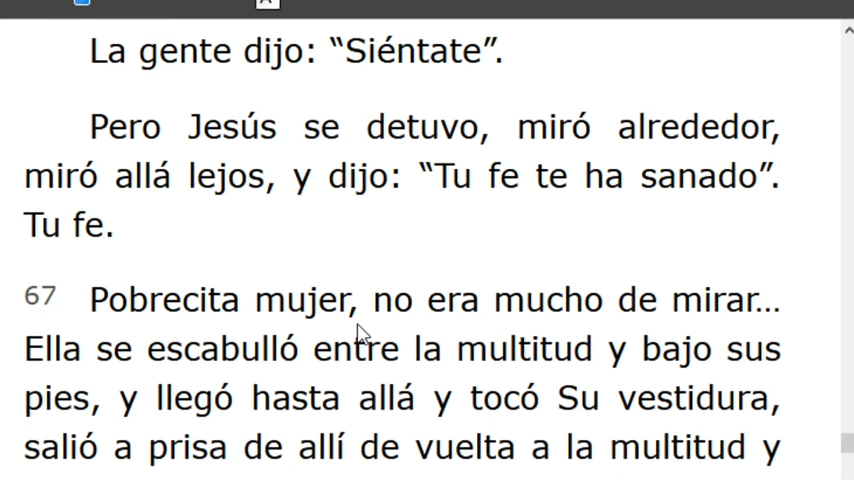 La gente dijo: “Siéntate”.
Pero Jesús se detuvo, miró alrededor,
miró allá lejos, y dijo: “Tu fe te ha sanado”.
Tu fe.
67 Pobrecita mujer, no era mucho de mirar...
Ella se escabulló entre la multitud y bajo sus
pies, y llegó hasta allá y tocó Su vestidura,
salió a prisa de allí de vuelta a la multitud y